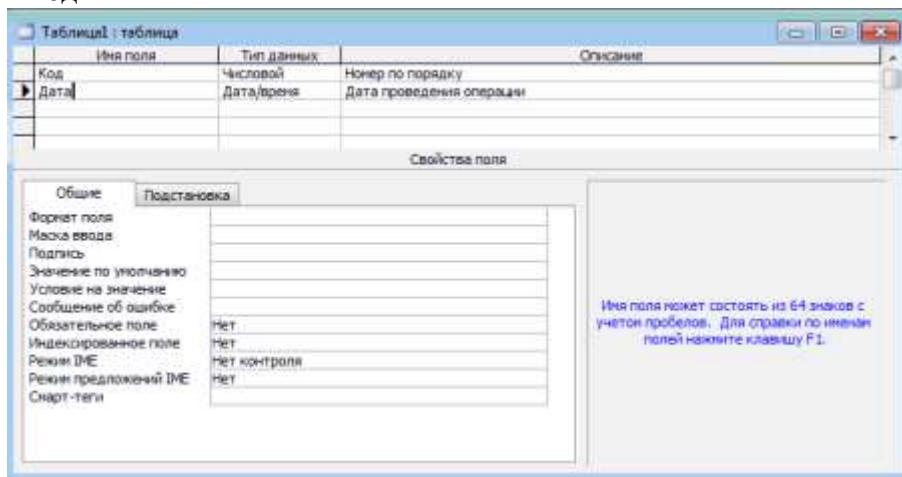 Таблица1 : таблица
Имя поля Тип данных Описание
Код Числовой Номер по порядку
Дата Дата/время Дата проведения операции
Свойства поля
Общие Подстановка
Формат поля
Маска ввода
Подпись
Значение по умолчанию
Условие на значение
Сообщение об ошибке
Обязательное поле Нет
Индексированное поле Нет
Режим IME Нет контроля
Режим предложений IME Нет
Смарт-теги
Имя поля может состоять из 64 знаков с
учетом пробелов. Для справки по именам
полей нажмите клавишу F1.